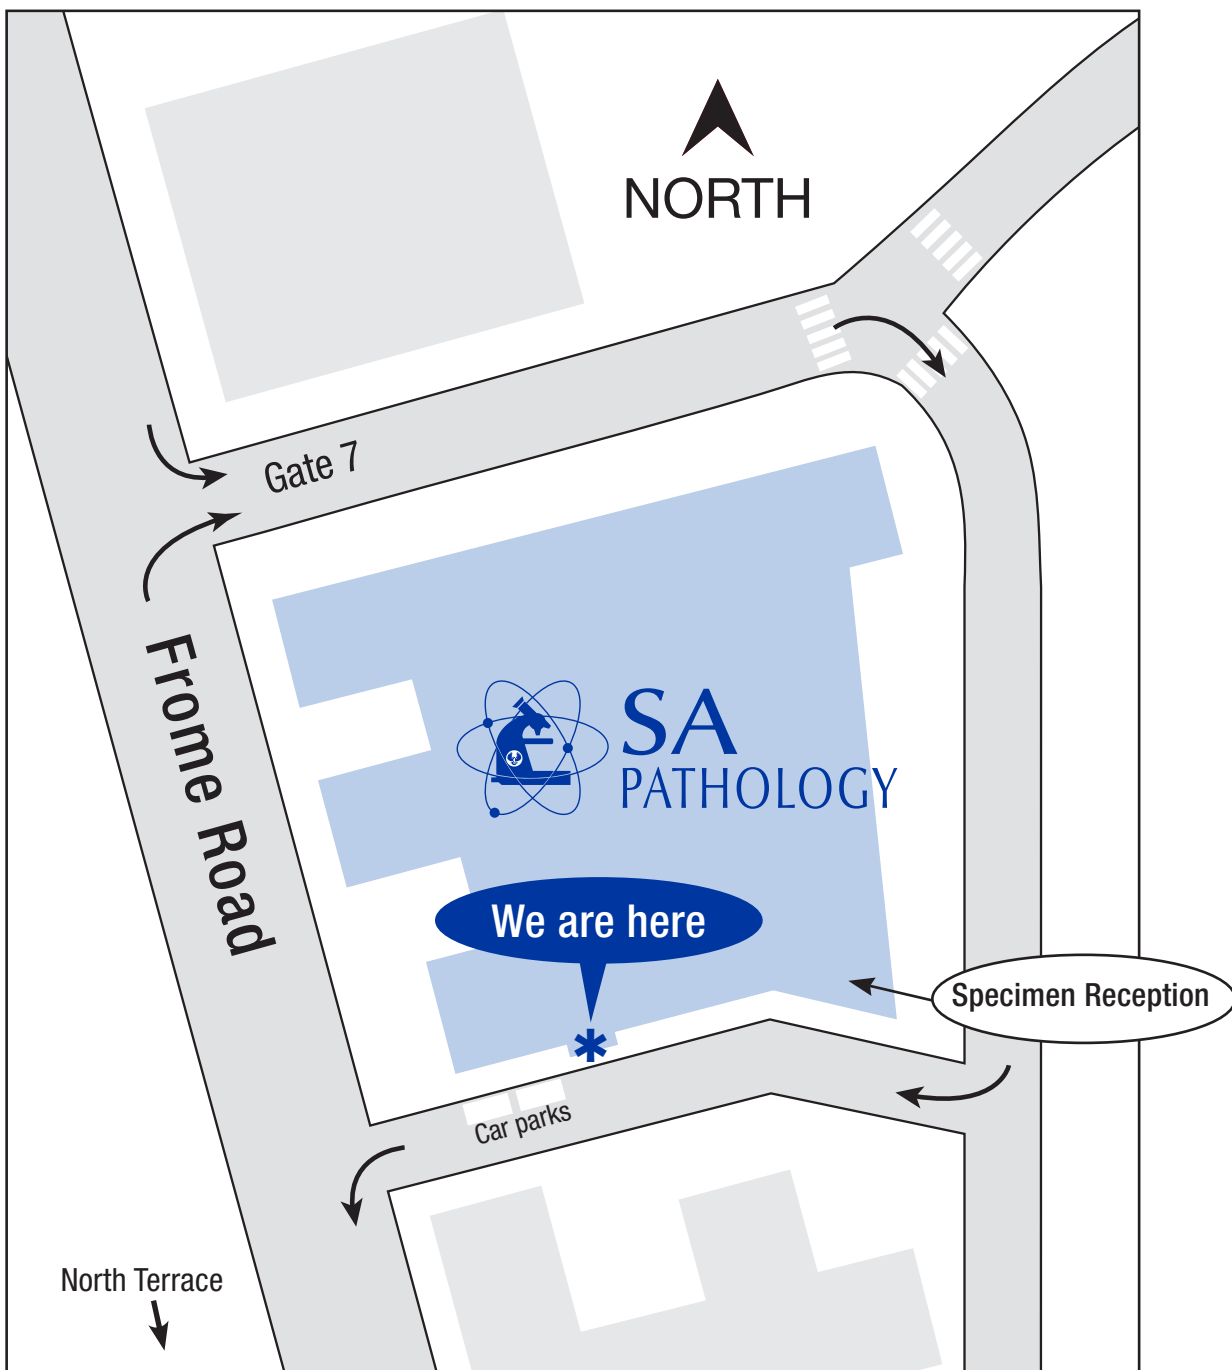 NORTH
Gate 7
Frome Road
SA
PATHOLOGY
We are here
Specimen Reception
Car parks
North Terrace